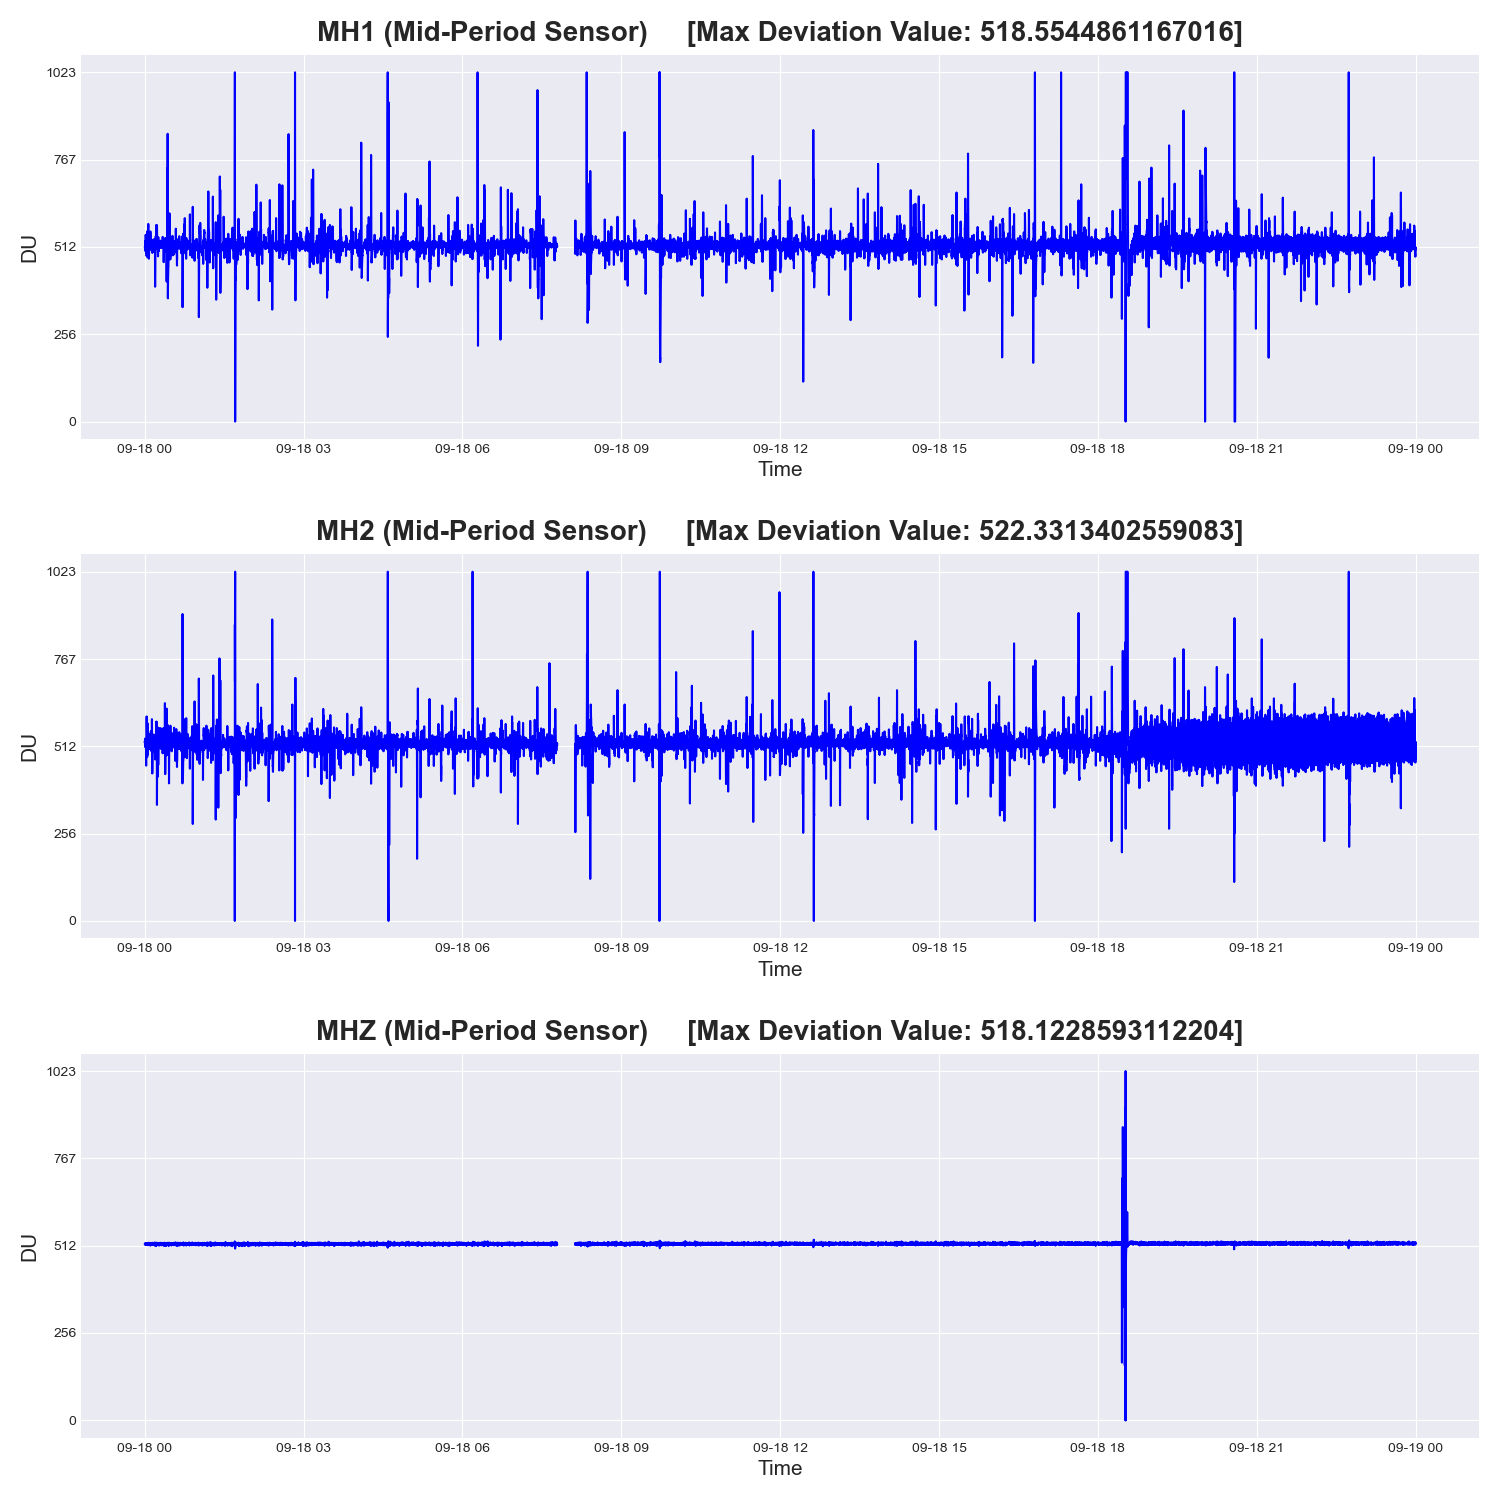 MH1 (Mid-Period Sensor) [Max Deviation Value: 518.5544861167016]
1023
767
512
256
0
DU
09-18 00 09-18 03 09-18 06 09-18 09 09-18 12 09-18 15 09-18 18 09-18 21 09-19 00
Time
MH2 (Mid-Period Sensor) [Max Deviation Value: 522.3313402559083]
1023
767
512
256
0
DU
09-18 00 09-18 03 09-18 06 09-18 09 09-18 12 09-18 15 09-18 18 09-18 21 09-19 00
Time
MHZ (Mid-Period Sensor) [Max Deviation Value: 518.1228593112204]
1023
767
512
256
0
DU
09-18 00 09-18 03 09-18 06 09-18 09 09-18 12 09-18 15 09-18 18 09-18 21 09-19 00
Time